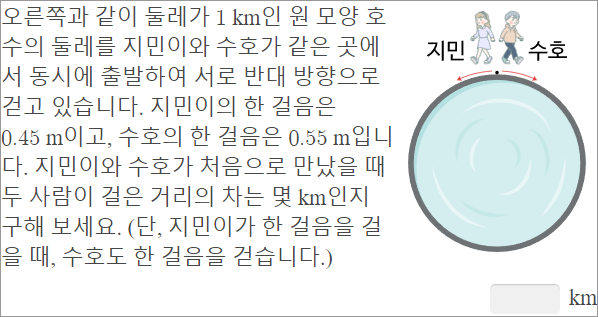 오른쪽과 같이 둘레가 1 km인 원 모양 호
수의 둘레를 지민이와 수호가 같은 곳에
서 동시에 출발하여 서로 반대 방향으로
걷고 있습니다. 지민이의 한 걸음은
0.45 m이고, 수호의 한 걸음은 0.55 m입니
다. 지민이와 수호가 처음으로 만났을 때
두 사람이 걸은 거리의 차는 몇 km인지
구해 보세요. (단, 지민이가 한 걸음을 걸
을 때, 수호도 한 걸음을 걷습니다.)
지민 수호
km